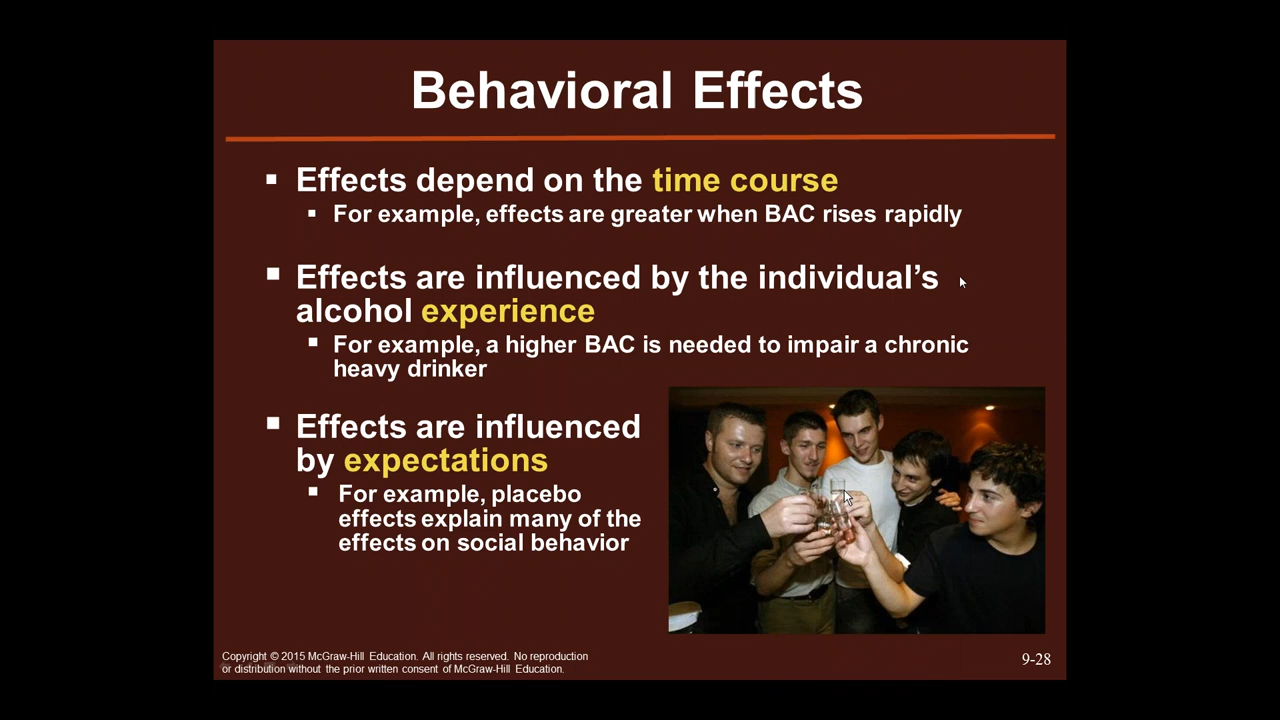 Behavioral Effects
▪ Effects depend on the time course
▪ For example, effects are greater when BAC rises rapidly
▪ Effects are influenced by the individual’s
alcohol experience
▪ For example, a higher BAC is needed to impair a chronic
heavy drinker
▪ Effects are influenced
by expectations
▪ For example, placebo
effects explain many of the
effects on social behavior
Copyright © 2015 McGraw-Hill Education. All rights reserved. No reproduction
or distribution without the prior written consent of McGraw-Hill Education.
9-28